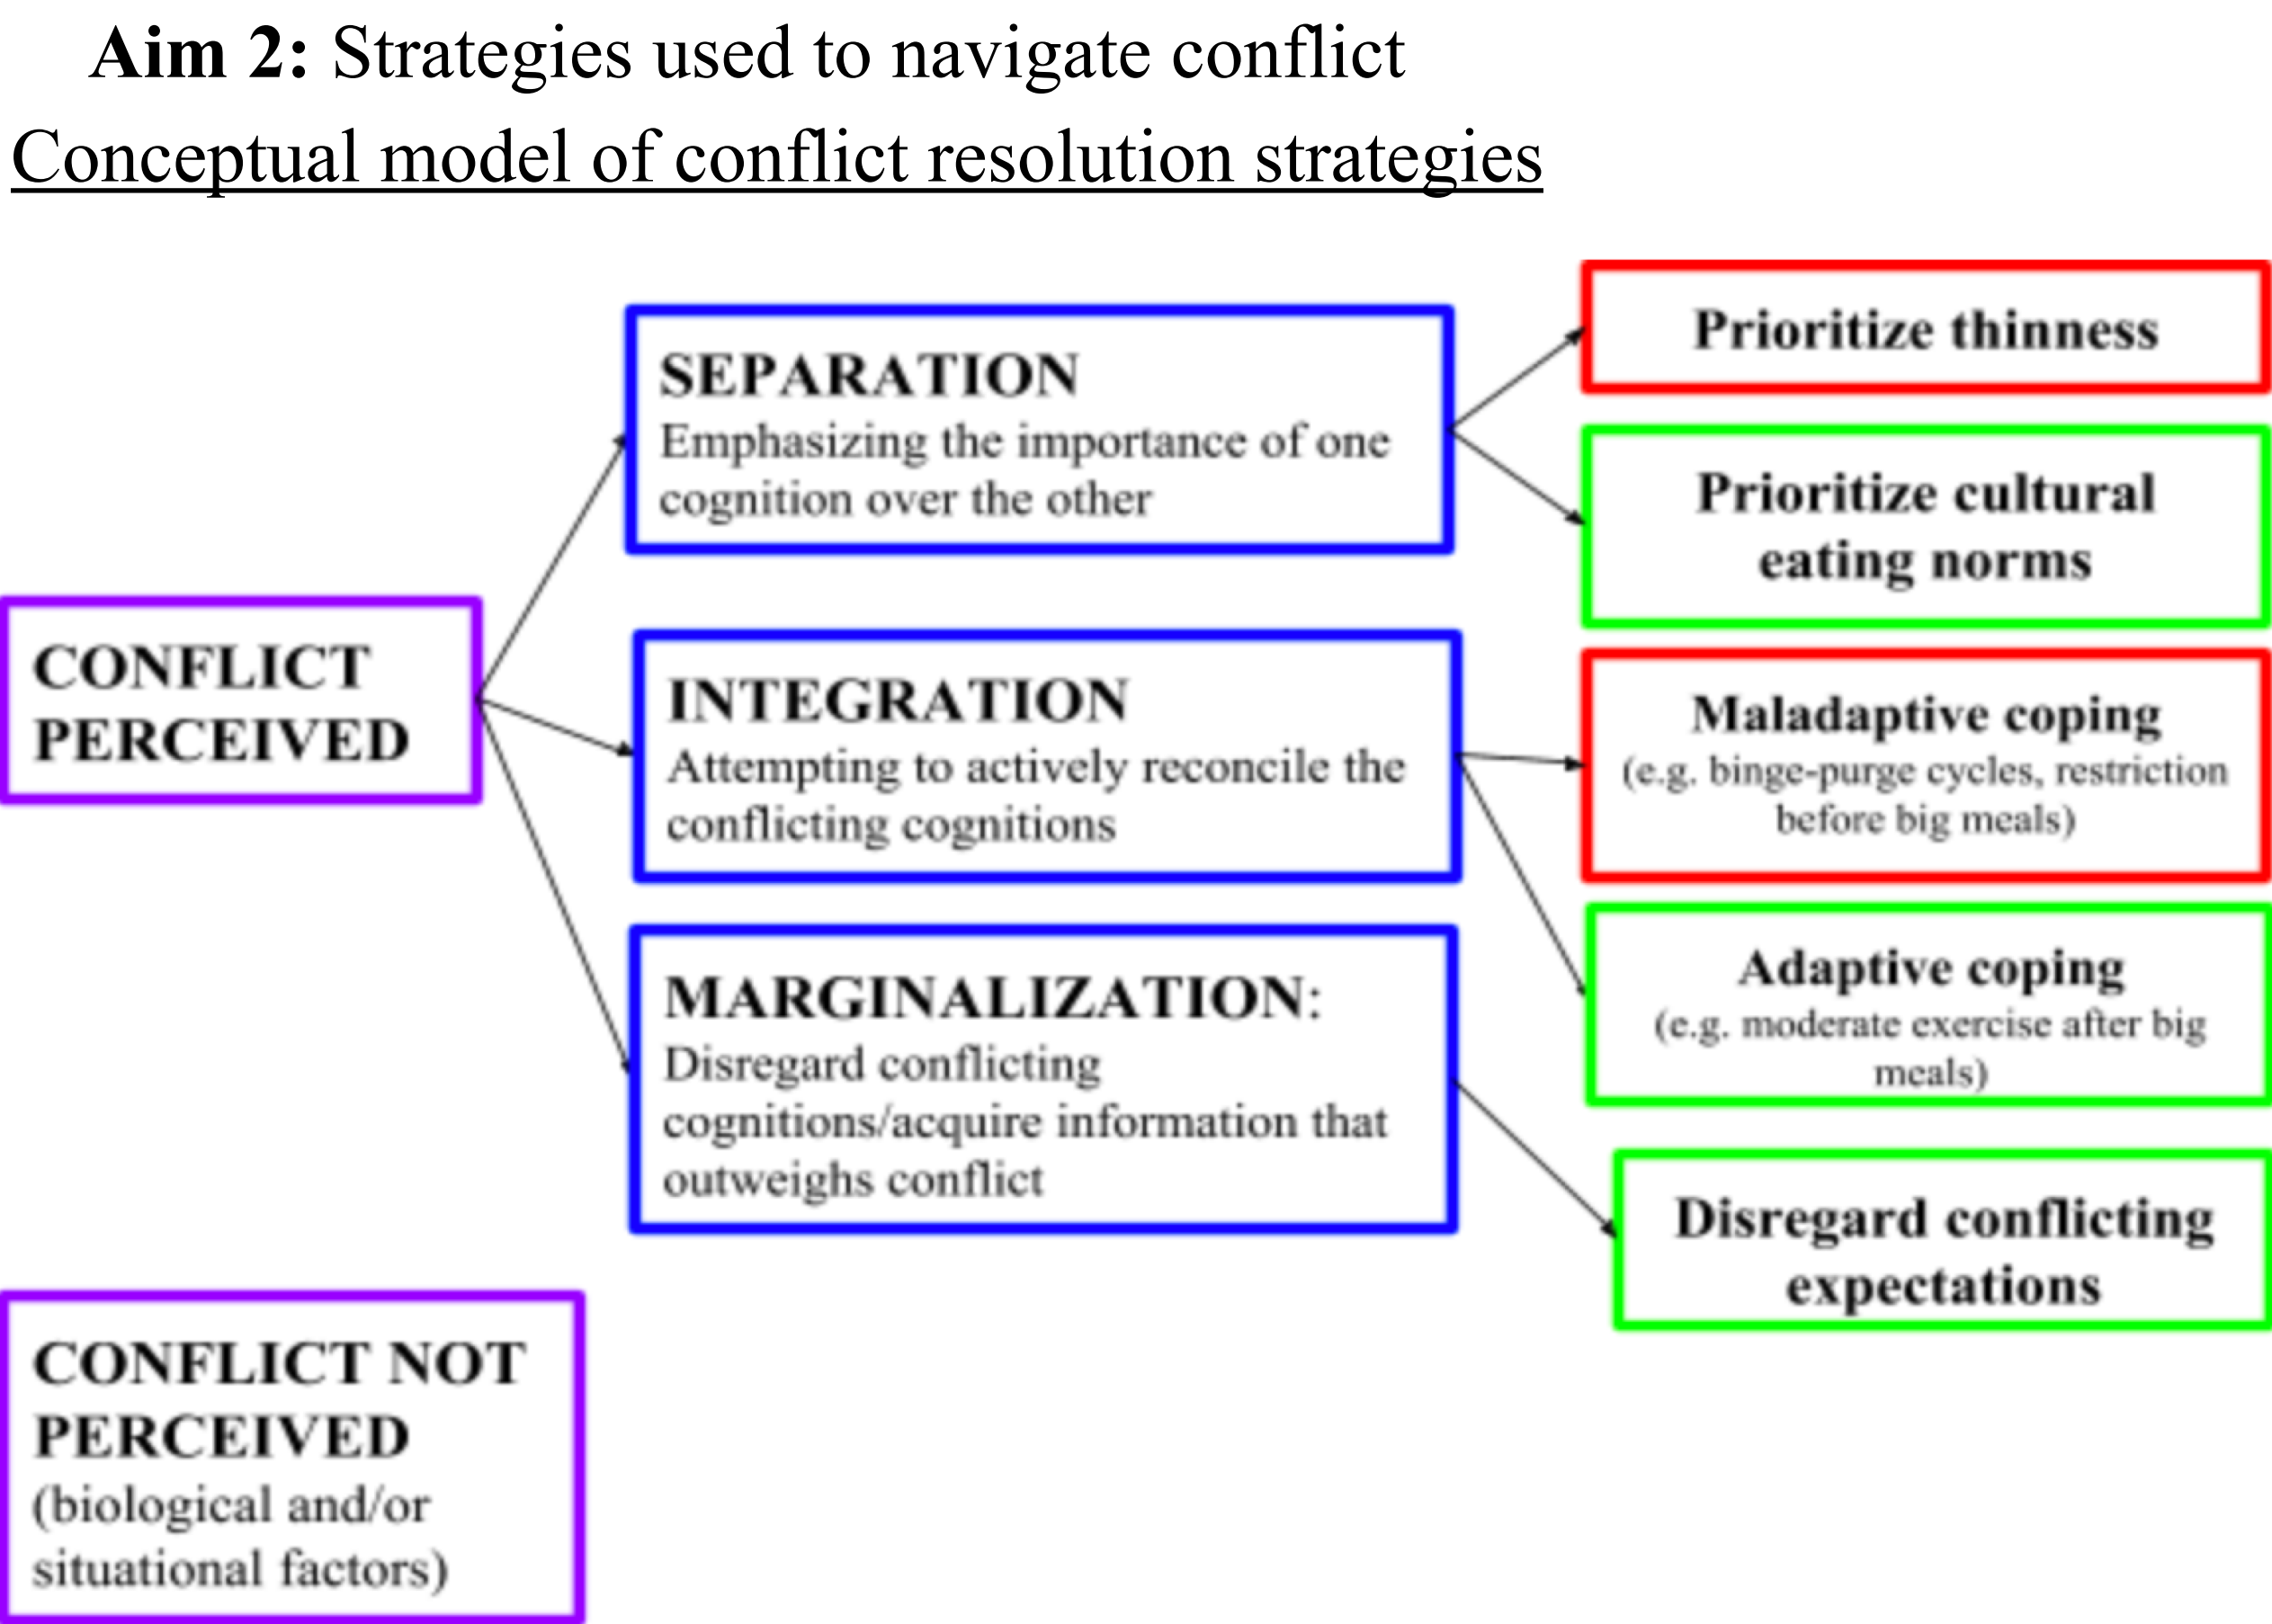 Aim 2: Strategies used to navigate conflict
Conceptual model of conflict resolution strategies
CONFLICT
PERCEIVED
SEPARATION
Emphasizing the importance of one
cognition over the other
Prioritize thinness
Prioritize cultural
eating norms
INTEGRATION
Attempting to actively reconcile the
conflicting cognitions
Maladaptive coping
(e.g. binge-purge cycles, restriction
before big meals)
Adaptive coping
(e.g. moderate exercise after big
meals)
MARGINALIZATION:
Disregard conflicting
cognitions/acquire information that
outweighs conflict
Disregard conflicting
expectations
CONFLICT NOT
PERCEIVED
(biological and/or
situational factors)